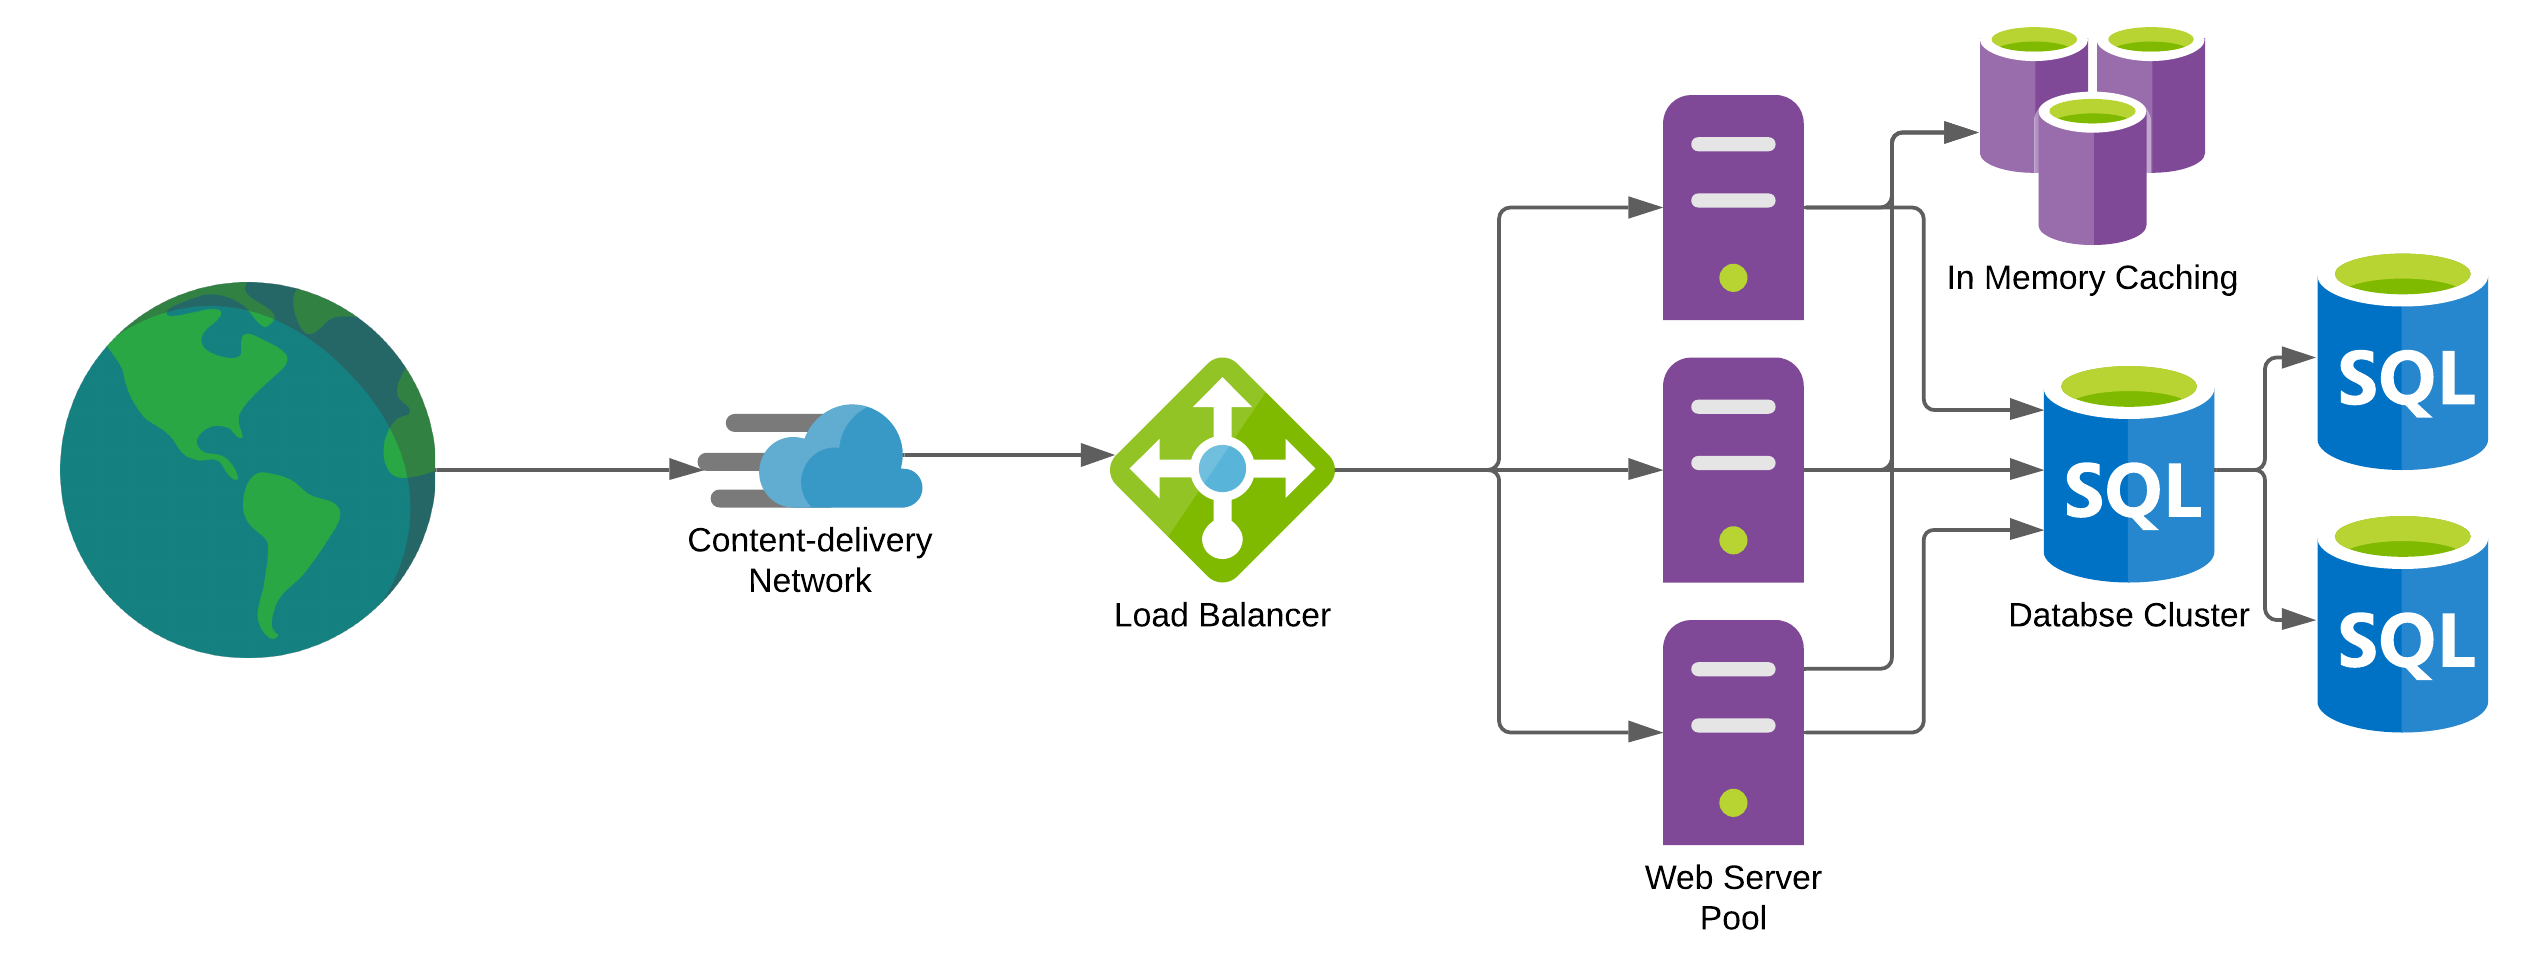 Content-delivery
Network
Load Balancer
Web Server
Pool
In Memory Caching
SQL
Databse Cluster
SQL
SQL